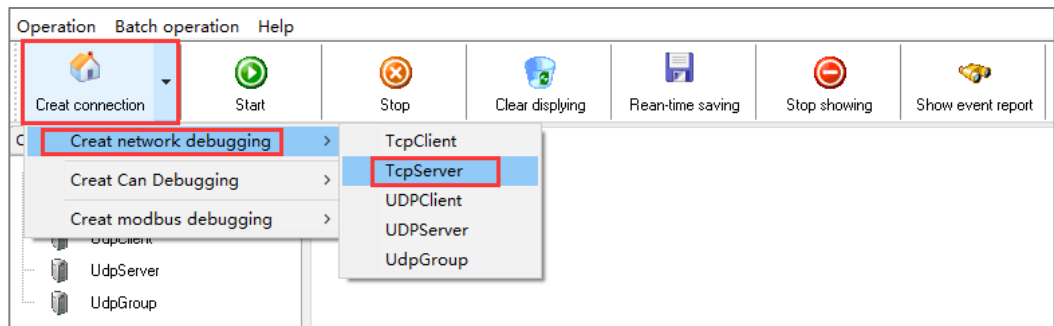 Operation Batch operation Help
Creat connection Start Stop Clear displying Rean-time saving Stop showing Show event report
Creat network debugging
Creat Can Debugging
Creat modbus debugging
TcpClient
TcpServer
UDPClient
UDPServer
UdpGroup
UdpClient
UdpServer
UdpGroup